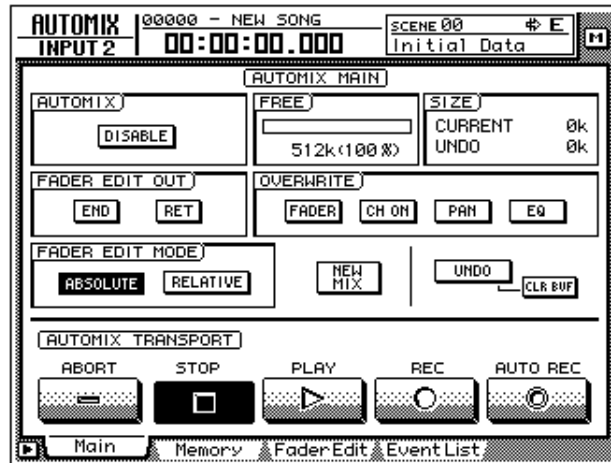 AUTOMIX
INPUT 2
00000 - NEW SONG
00:00:00.000
SCENE 00 E
Initial Data
M
AUTOMIX MAIN
AUTOMIX
DISABLE
FREE
512k(100%)
SIZE
CURRENT 0k
UNDO 0k
FADER EDIT OUT
END RET
OVERWRITE
FADER CH ON PAN EQ
FADER EDIT MODE
ABSOLUTE RELATIVE
NEW MIX
UNDO
CLR BUF
AUTOMIX TRANSPORT
ABORT STOP PLAY REC AUTO REC
Main Memory FaderEdit EventList